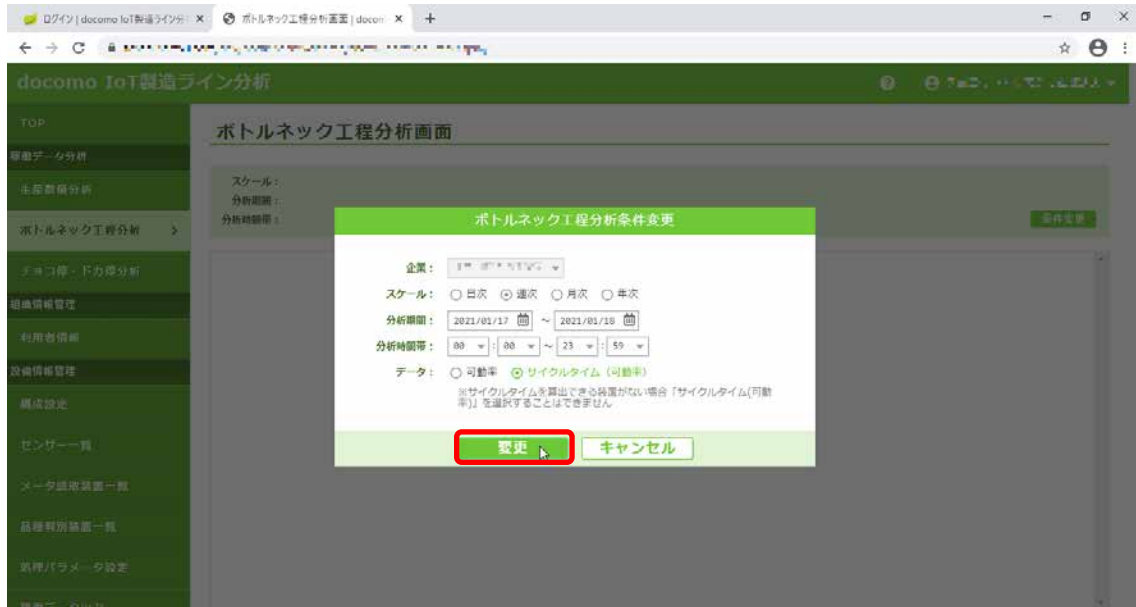 ログイン | docomo IoT製造ライン分
ボトルネック工程分析画面 | docon
docomo IoT製造ライン分析
TOP
稼働データ分析
生産数量分析
ボトルネック工程分析
チョコ停・ドカ停分析
組織情報管理
利用者情報
設備情報管理
構成設定
センサー一覧
品種判別装置一覧
処理パラメータ設定
ボトルネック工程分析画面
スケール：
分析期間：
分析時間帯：
条件変更
ボトルネック工程分析条件変更
企業：
スケール： 日次 週次 月次 年次
分析期間： 2021/01/17 ～ 2021/01/18
分析時間帯： 00 : 00 ～ 23 : 59
データ： 可動率 サイクルタイム（可動率）
※サイクルタイムを算出できる装置がない場合「サイクルタイム(可動
率)」を選択することはできません
変更 キャンセル